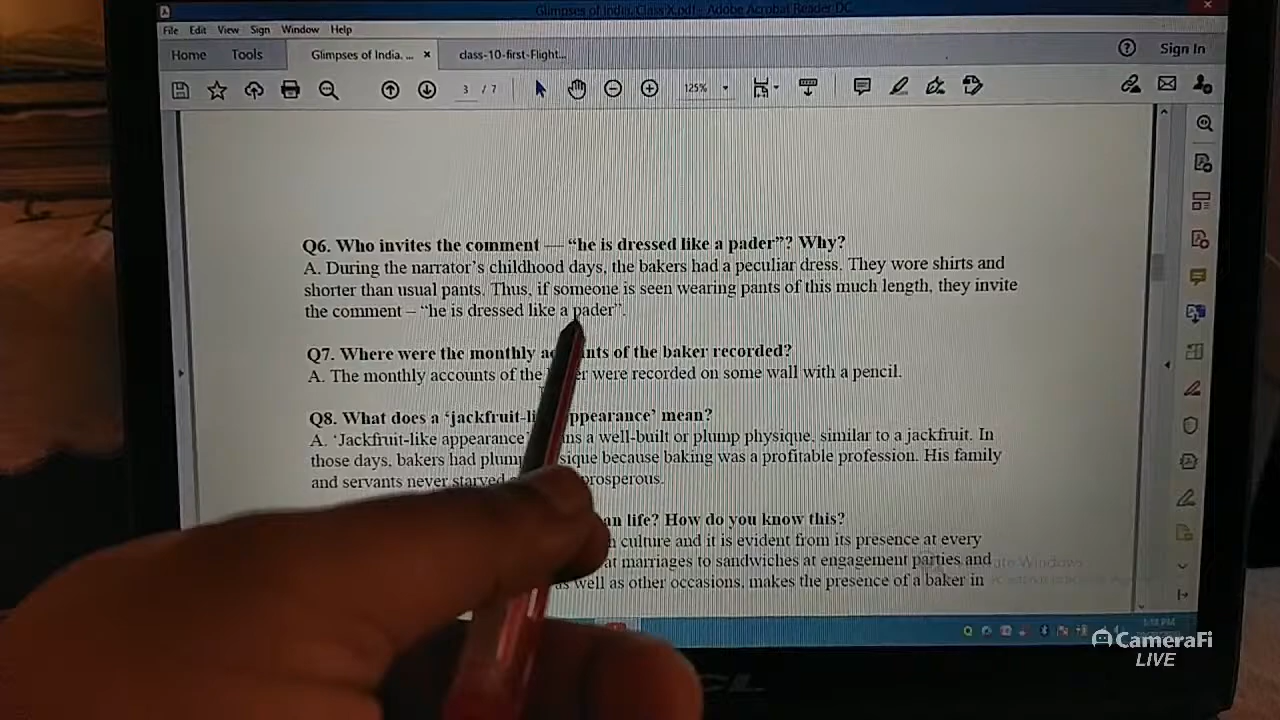 Glimpses of India, Class X.pdf - Adobe Acrobat Reader DC
File Edit View Sign Window Help
Home Tools Glimpses of India. ... × class-10-first-Flight... Sign In
3 / 7 125%
Q6. Who invites the comment — “he is dressed like a pader”? Why?
A. During the narrator’s childhood days, the bakers had a peculiar dress. They wore shirts and
shorter than usual pants. Thus, if someone is seen wearing pants of this much length, they invite
the comment – “he is dressed like a pader”.
Q7. Where were the monthly of the baker recorded?
A. The monthly accounts of the were recorded on some wall with a pencil.
Q8. What does a ‘jackfruit- appearance’ mean?
A. ‘Jackfruit-like appearance’ a well-built or plump physique, similar to a jackfruit. In
those days, bakers had plump because baking was a profitable profession. His family
and servants never starved prosperous.
life? How do you know this?
culture and it is evident from its presence at every
at marriages to sandwiches at engagement parties and
as well as other occasions, makes the presence of a baker in
Windows
CameraFi
LIVE